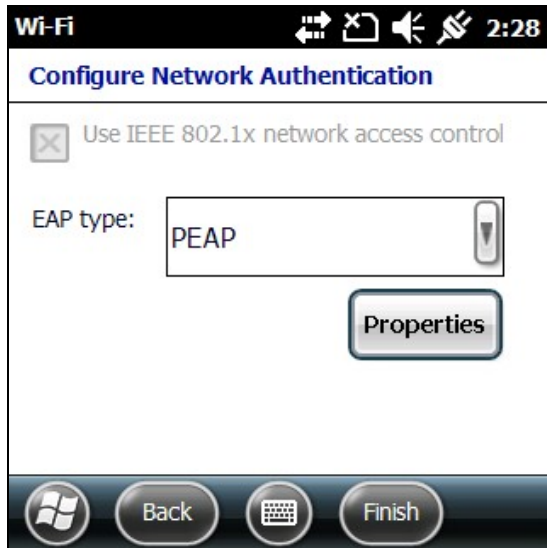 Wi-Fi 2:28
Configure Network Authentication
Use IEEE 802.1x network access control
EAP type: PEAP
Properties
Back Finish